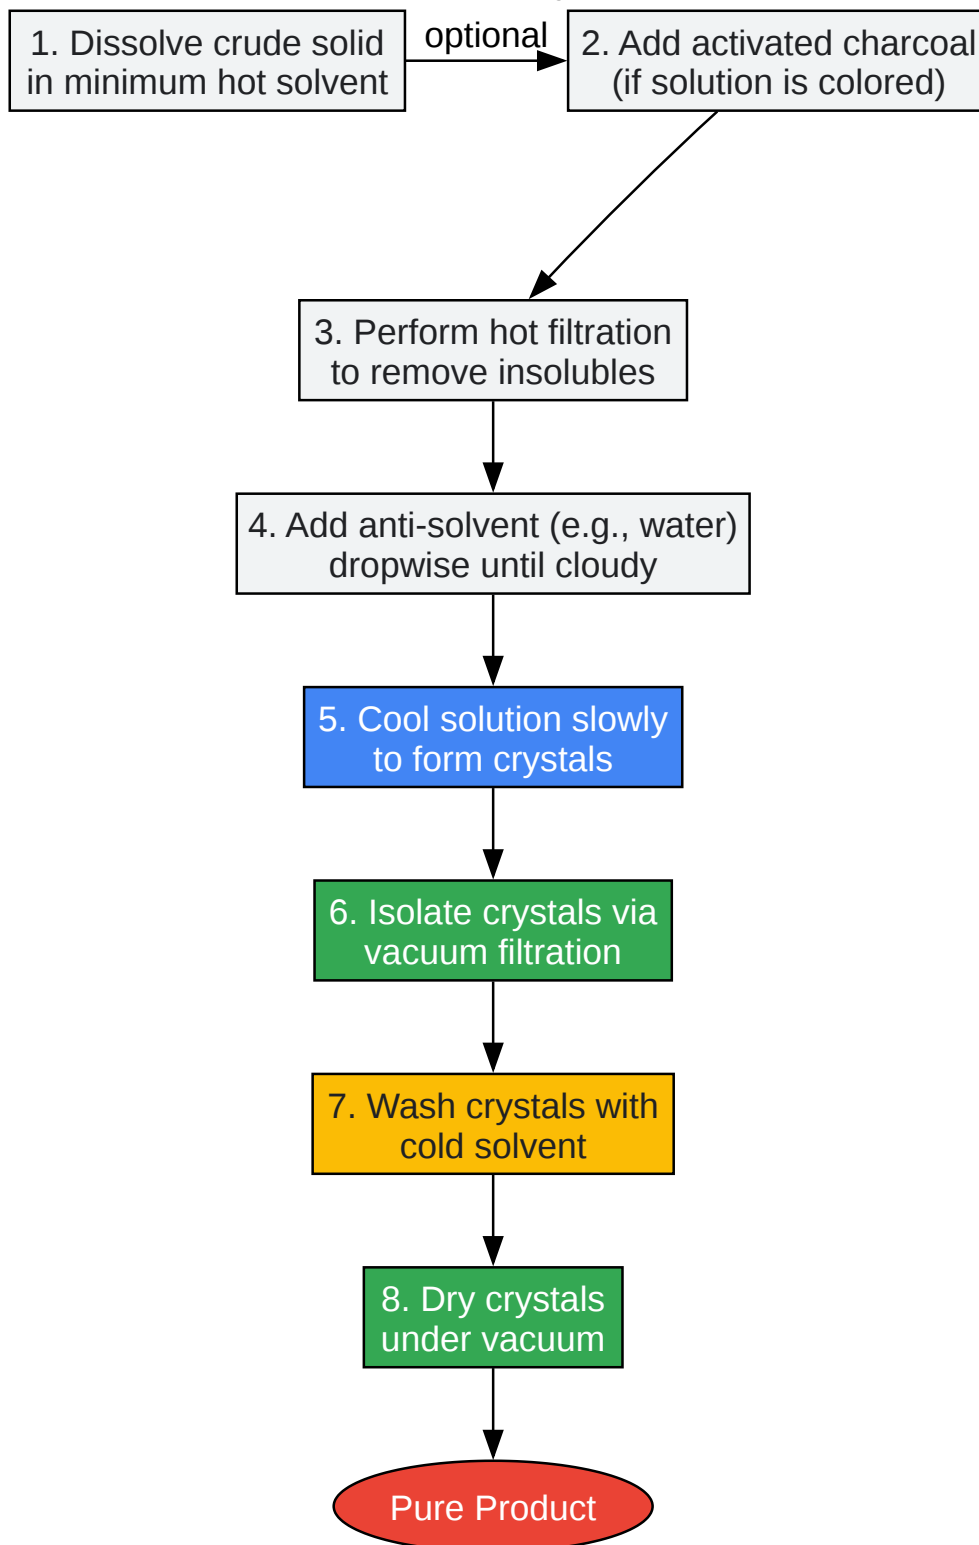 1. Dissolve crude solid
in minimum hot solvent
optional
2. Add activated charcoal
(if solution is colored)
3. Perform hot filtration
to remove insolubles
4. Add anti-solvent (e.g., water)
dropwise until cloudy
5. Cool solution slowly
to form crystals
6. Isolate crystals via
vacuum filtration
7. Wash crystals with
cold solvent
8. Dry crystals
under vacuum
Pure Product